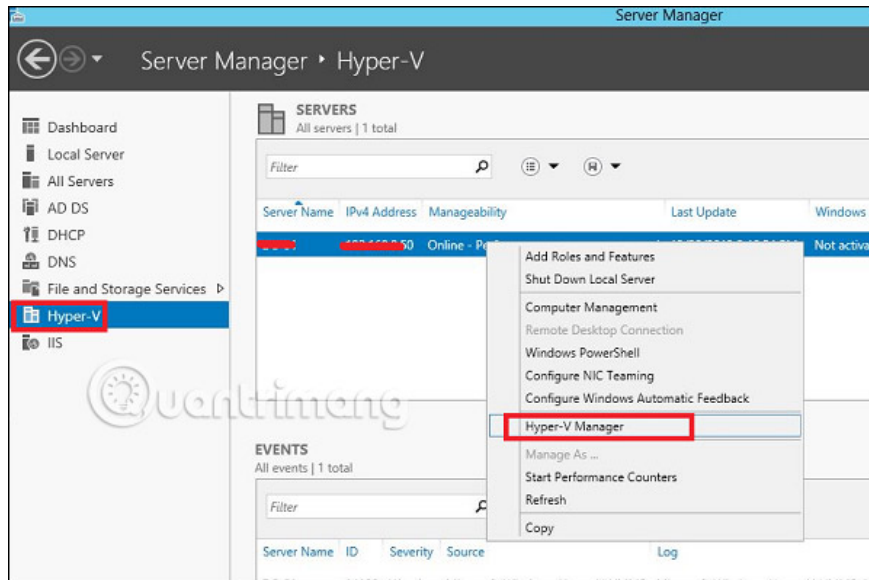 Server Manager
Server Manager ‣ Hyper-V
Dashboard
Local Server
All Servers
AD DS
DHCP
DNS
File and Storage Services
Hyper-V
IIS
SERVERS
All servers | 1 total
Filter
Server Name IPv4 Address Manageability Last Update Windows
50 Online - Not activa
Add Roles and Features
Shut Down Local Server
Computer Management
Remote Desktop Connection
Windows PowerShell
Configure NIC Teaming
Configure Windows Automatic Feedback
Hyper-V Manager
Manage As ...
Start Performance Counters
Refresh
Copy
Quantrimang
EVENTS
All events | 1 total
Filter
Server Name ID Severity Source Log